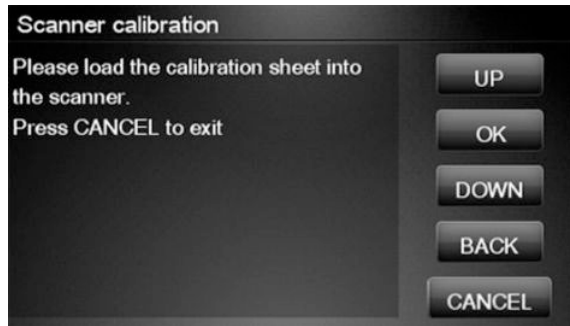 Scanner calibration
Please load the calibration sheet into
the scanner.
Press CANCEL to exit
UP
OK
DOWN
BACK
CANCEL